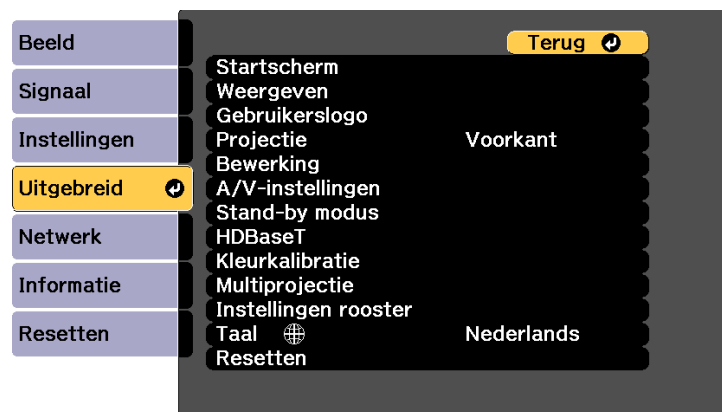 Beeld
Signaal
Instellingen
Uitgebreid
Netwerk
Informatie
Resetten
Terug
Startscherm
Weergeven
Gebruikerslogo
Projectie Voorkant
Bewerking
A/V-instellingen
Stand-by modus
HDBaseT
Kleurkalibratie
Multiprojectie
Instellingen rooster
Taal Nederlands
Resetten